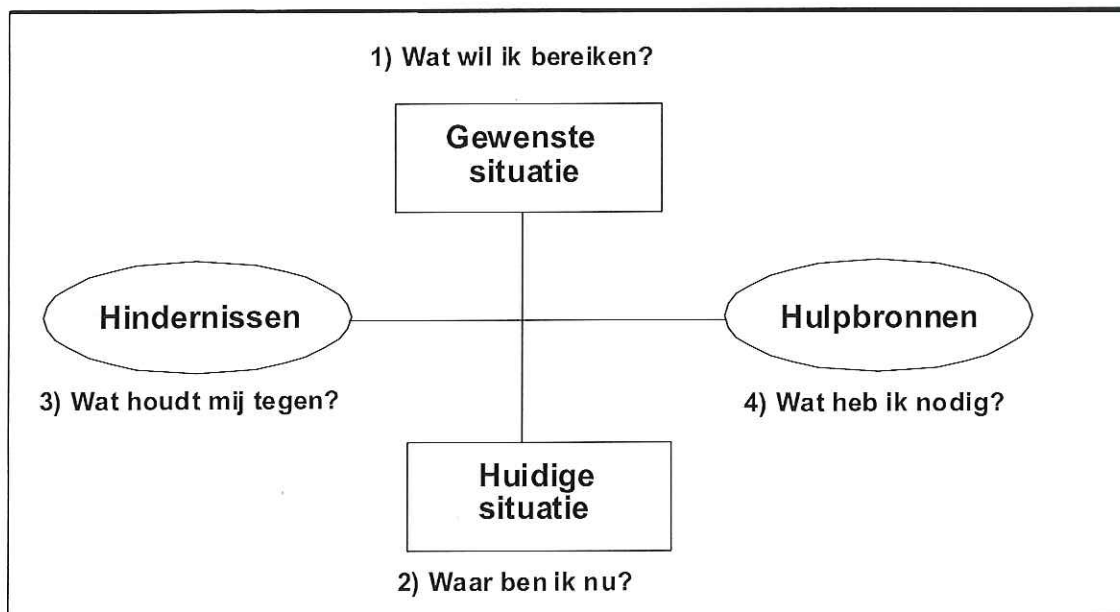 1) Wat wil ik bereiken?
Gewenste
situatie
Hindernissen
Hulpbronnen
3) Wat houdt mij tegen?
4) Wat heb ik nodig?
Huidige
situatie
2) Waar ben ik nu?